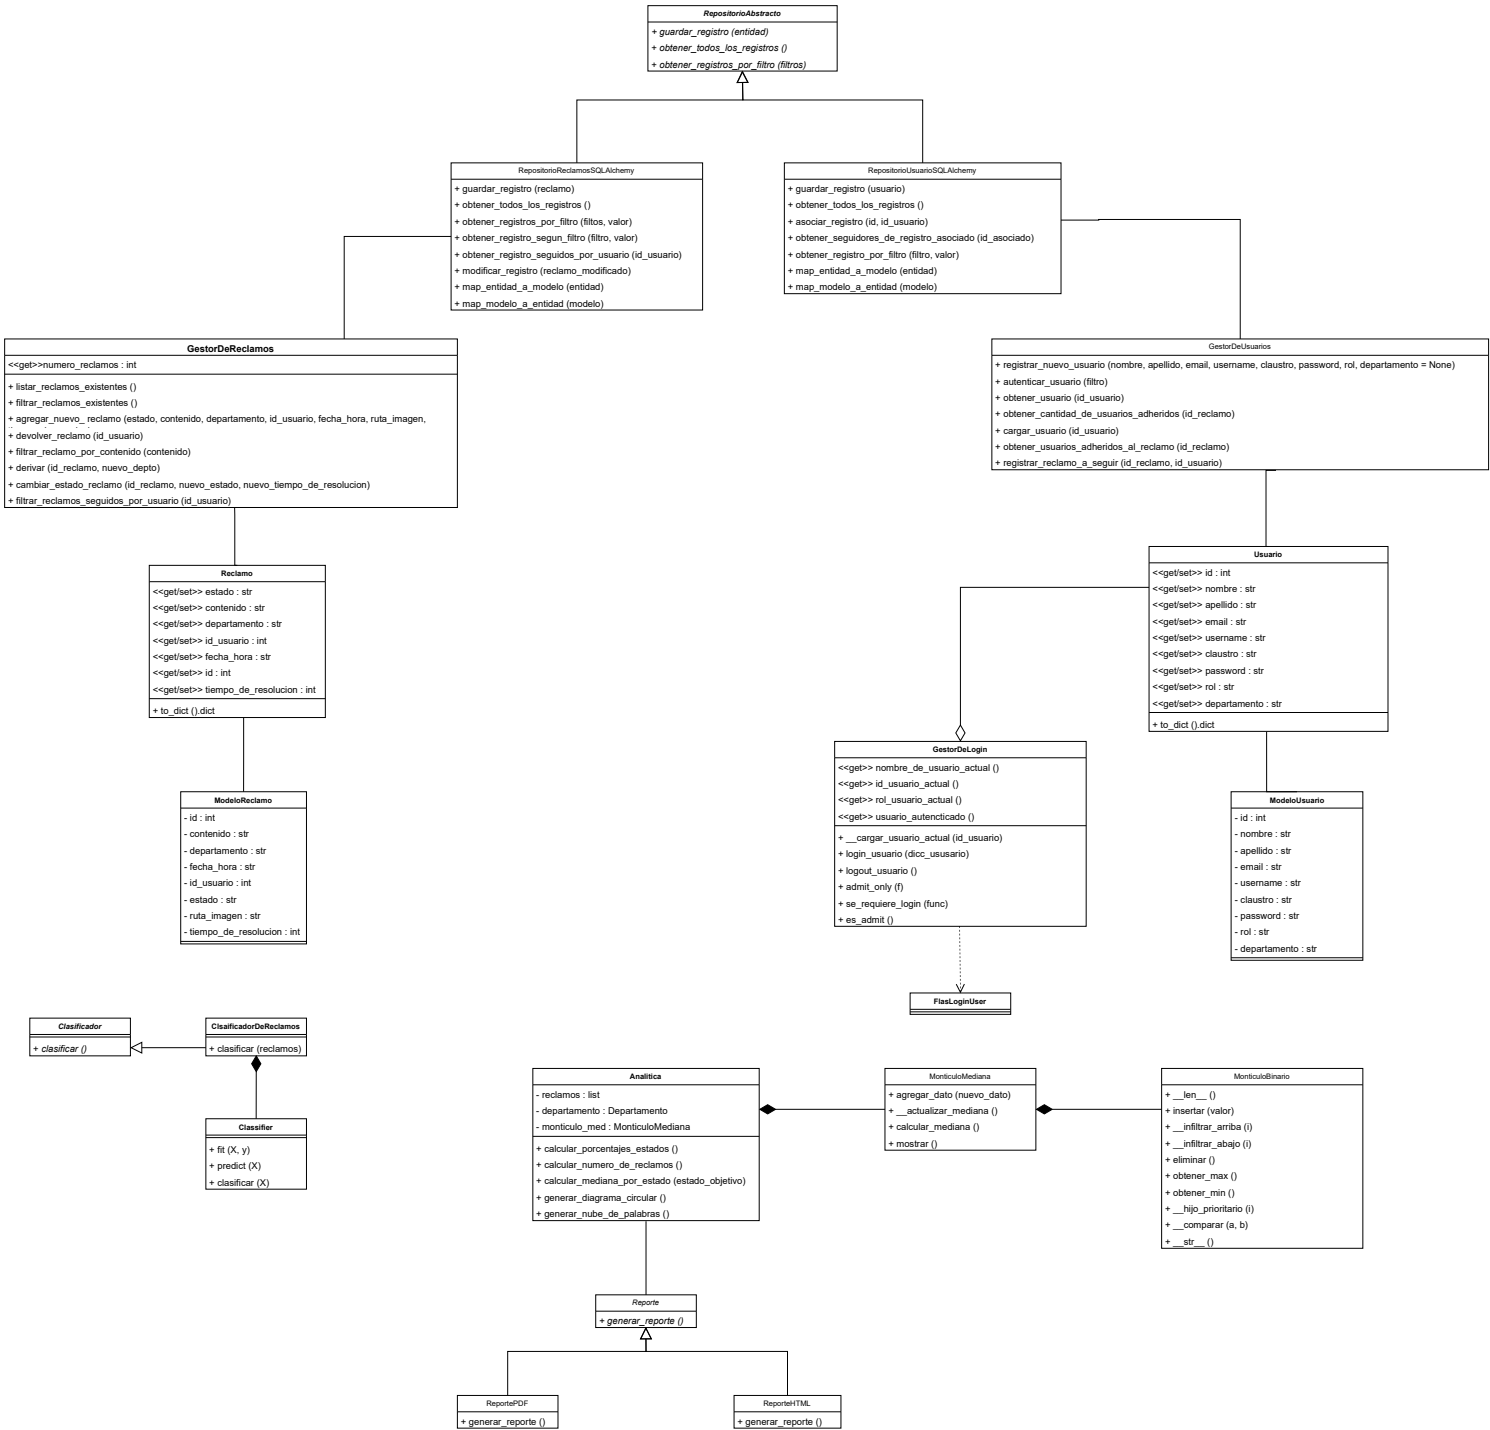 RepositorioAbstracto
+ guardar_registro (entidad)
+ obtener_todos_los_registros ()
+ obtener_registros_por_filtro (filtros)
RepositorioReclamosSQLAlchemy
+ guardar_registro (reclamo)
+ obtener_todos_los_registros ()
+ obtener_registros_por_filtro (filtos, valor)
+ obtener_registro_segun_filtro (filtro, valor)
+ obtener_registro_seguidos_por_usuario (id_usuario)
+ modificar_registro (reclamo_modificado)
+ map_entidad_a_modelo (entidad)
+ map_modelo_a_entidad (modelo)
RepositorioUsuarioSQLAlchemy
+ guardar_registro (usuario)
+ obtener_todos_los_registros ()
+ asociar_registro (id, id_usuario)
+ obtener_seguidores_de_registro_asociado (id_asociado)
+ obtener_registro_por_filtro (filtro, valor)
+ map_entidad_a_modelo (entidad)
+ map_modelo_a_entidad (modelo)
GestorDeReclamos
<<get>>numero_reclamos : int
+ listar_reclamos_existentes ()
+ filtrar_reclamos_existentes ()
+ agregar_nuevo_ reclamo (estado, contenido, departamento, id_usuario, fecha_hora, ruta_imagen,
+ devolver_reclamo (id_usuario)
+ filtrar_reclamo_por_contenido (contenido)
+ derivar (id_reclamo, nuevo_depto)
+ cambiar_estado_reclamo (id_reclamo, nuevo_estado, nuevo_tiempo_de_resolucion)
+ filtrar_reclamos_seguidos_por_usuario (id_usuario)
GestorDeUsuarios
+ registrar_nuevo_usuario (nombre, apellido, email, username, claustro, password, rol, departamento = None)
+ autenticar_usuario (filtro)
+ obtener_usuario (id_usuario)
+ obtener_cantidad_de_usuarios_adheridos (id_reclamo)
+ cargar_usuario (id_usuario)
+ obtener_usuarios_adheridos_al_reclamo (id_reclamo)
+ registrar_reclamo_a_seguir (id_reclamo, id_usuario)
Reclamo
<<get/set>> estado : str
<<get/set>> contenido : str
<<get/set>> departamento : str
<<get/set>> id_usuario : int
<<get/set>> fecha_hora : str
<<get/set>> id : int
<<get/set>> tiempo_de_resolucion : int
+ to_dict ().dict
Usuario
<<get/set>> id : int
<<get/set>> nombre : str
<<get/set>> apellido : str
<<get/set>> email : str
<<get/set>> username : str
<<get/set>> claustro : str
<<get/set>> password : str
<<get/set>> rol : str
<<get/set>> departamento : str
+ to_dict ().dict
GestorDeLogin
<<get>> nombre_de_usuario_actual ()
<<get>> id_usuario_actual ()
<<get>> rol_usuario_actual ()
<<get>> usuario_autencticado ()
+ __cargar_usuario_actual (id_usuario)
+ login_usuario (dicc_ususario)
+ logout_usuario ()
+ admit_only (f)
+ se_requiere_login (func)
+ es_admit ()
ModeloReclamo
- id : int
- contenido : str
- departamento : str
- fecha_hora : str
- id_usuario : int
- estado : str
- ruta_imagen : str
- tiempo_de_resolucion : int
ModeloUsuario
- id : int
- nombre : str
- apellido : str
- email : str
- username : str
- claustro : str
- password : str
- rol : str
- departamento : str
FlasLoginUser
Clasificador
+ clasificar ()
ClsaificadorDeReclamos
+ clasificar (reclamos)
Classifier
+ fit (X, y)
+ predict (X)
+ clasificar (X)
Analitica
- reclamos : list
- departamento : Departamento
- monticulo_med : MonticuloMediana
+ calcular_porcentajes_estados ()
+ calcular_numero_de_reclamos ()
+ calcular_mediana_por_estado (estado_objetivo)
+ generar_diagrama_circular ()
+ generar_nube_de_palabras ()
MonticuloMediana
+ agregar_dato (nuevo_dato)
+ __actualizar_mediana ()
+ calcular_mediana ()
+ mostrar ()
MonticuloBinario
+ __len__ ()
+ insertar (valor)
+ __infiltrar_arriba (i)
+ __infiltrar_abajo (i)
+ eliminar ()
+ obtener_max ()
+ obtener_min ()
+ __hijo_prioritario (i)
+ __comparar (a, b)
+ __str__ ()
Reporte
+ generar_reporte ()
ReportePDF
+ generar_reporte ()
ReporteHTML
+ generar_reporte ()